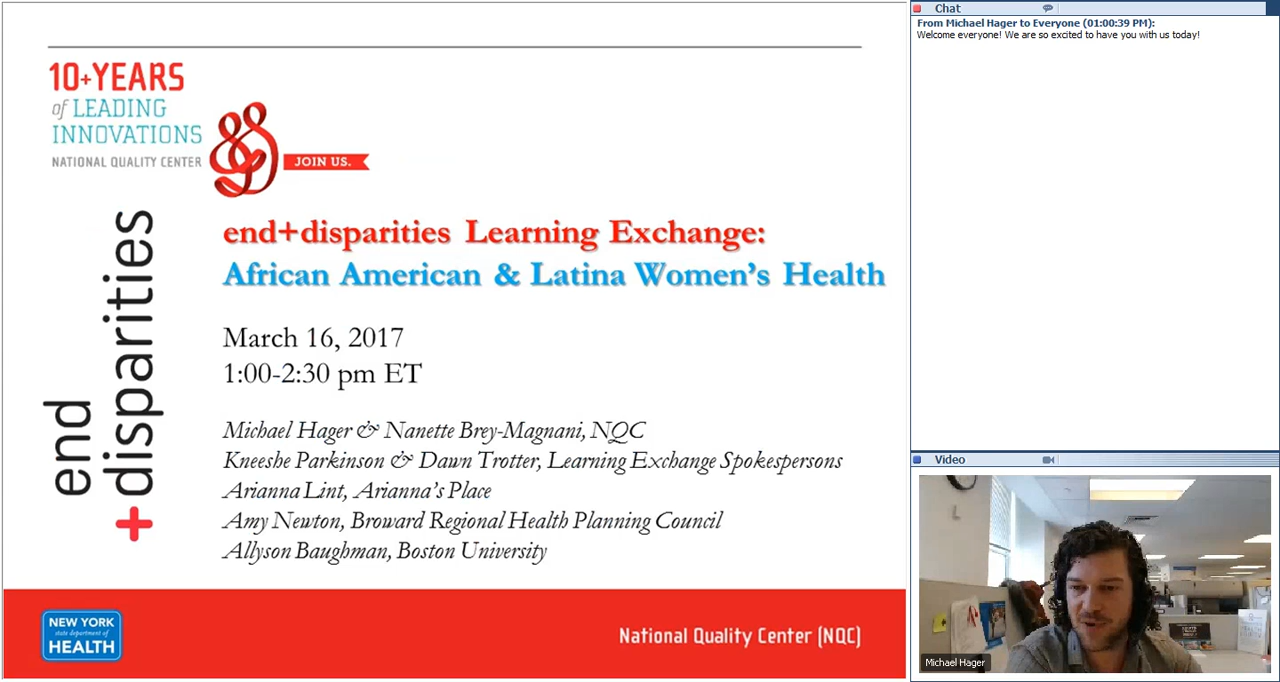 10+YEARS
of LEADING
INNOVATIONS
NATIONAL QUALITY CENTER
JOIN US.
end
+disparities
end+disparities Learning Exchange:
African American & Latina Women's Health
March 16, 2017
1:00-2:30 pm ET
Michael Hager & Nanette Brey-Magnani, NQC
Kneeshe Parkinson & Dawn Trotter, Learning Exchange Spokespersons
Arianna Lint, Arianna's Place
Amy Newton, Broward Regional Health Planning Council
Allyson Baughman, Boston University
NEW YORK
state department of
HEALTH
National Quality Center (NQC)
Chat
From Michael Hager to Everyone (01:00:39 PM):
Welcome everyone! We are so excited to have you with us today!
Video
Michael Hager